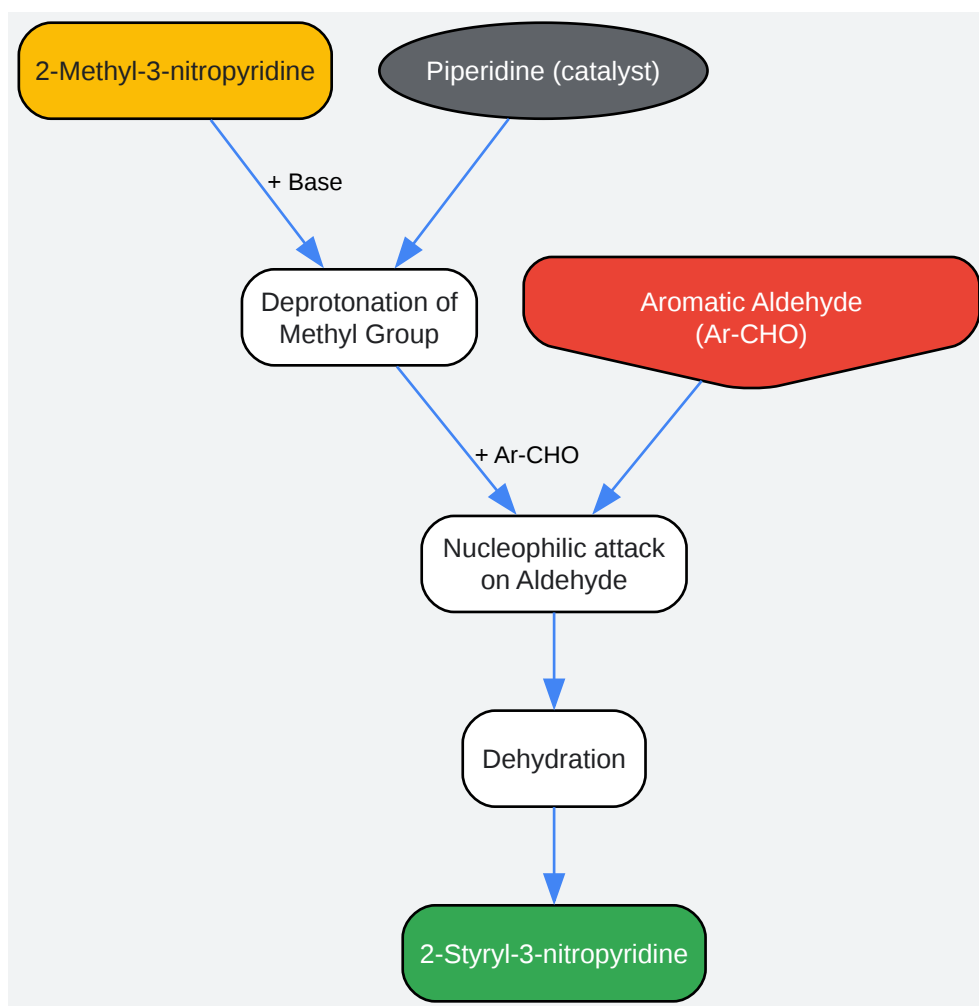 2-Methyl-3-nitropyridine
Piperidine (catalyst)
+ Base
Deprotonation of
Methyl Group
Aromatic Aldehyde
(Ar-CHO)
+ Ar-CHO
Nucleophilic attack
on Aldehyde
Dehydration
2-Styryl-3-nitropyridine